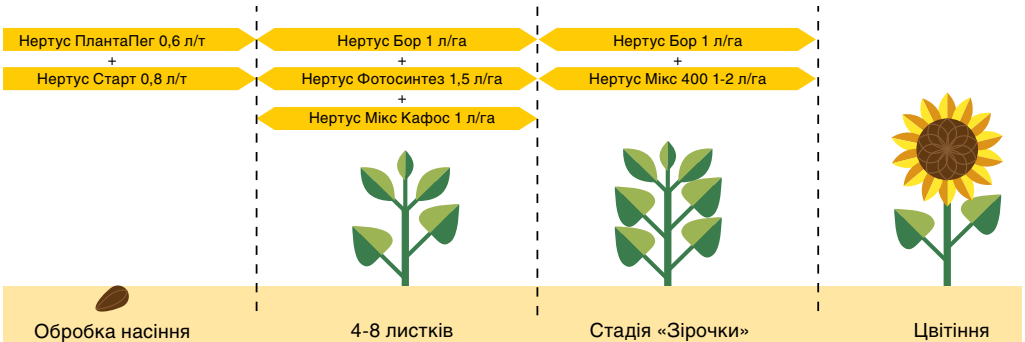 Нертус ПлантаПег 0,6 л/т
+
Нертус Старт 0,8 л/т
Нертус Бор 1 л/га
+
Нертус Фотосинтез 1,5 л/га
+
Нертус Мікс Кафос 1 л/га
Нертус Бор 1 л/га
+
Нертус Мікс 400 1-2 л/га
Обробка насіння
4-8 листків
Стадія «Зірочки»
Цвітіння